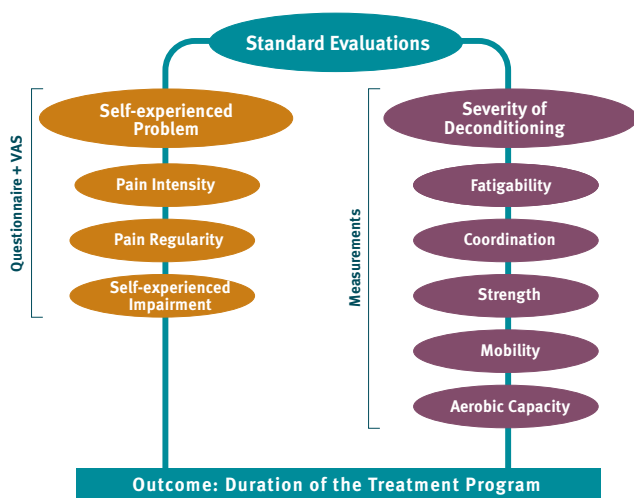 Standard Evaluations
Questionnaire + VAS
Self-experienced
Problem
Pain Intensity
Pain Regularity
Self-experienced
Impairment
Measurements
Severity of
Deconditioning
Fatigability
Coordination
Strength
Mobility
Aerobic Capacity
Outcome: Duration of the Treatment Program